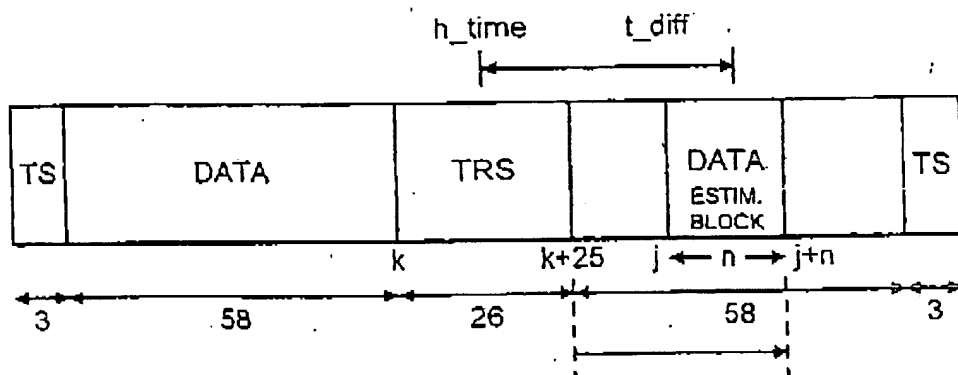 h_time t_diff
TS DATA TRS DATA TS
ESTIM.
BLOCK
k k+25 j n j+n
3 58 26 58 3